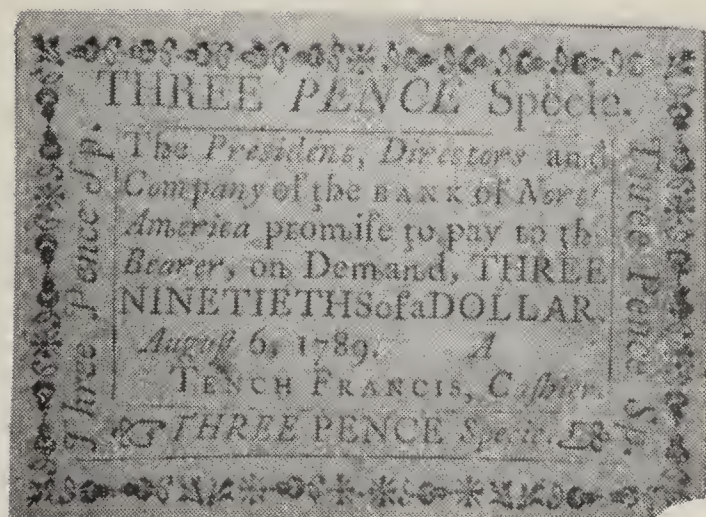 THREE PENCE Specie.
The President, Directors and
Company of the BANK of Nort
America promiſe to pay to the
Bearer, on Demand, THREE
NINETIETHS of a DOLLAR.
Auguſt 6, 1789. A
TENCH FRANCIS, Caſhier.
THREE PENCE Specie.
Three Pence Sp.
Three Pence Sp.